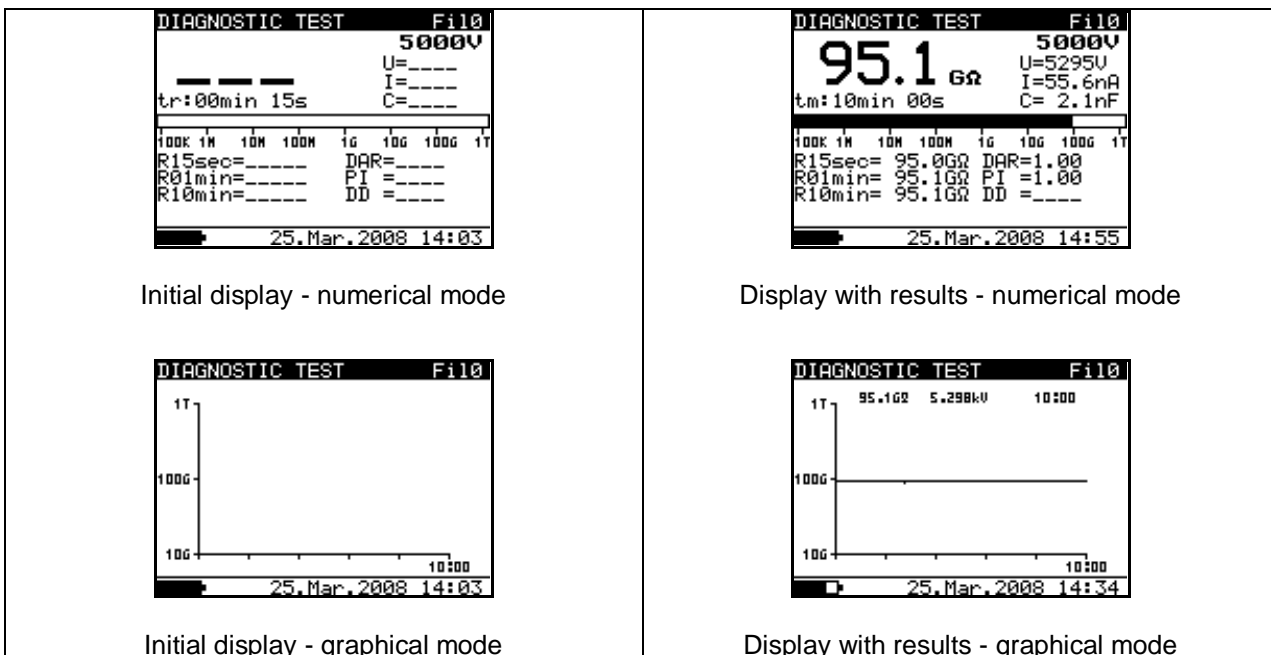 DIAGNOSTIC TEST Fil0
5000V
U=____
I=____
tr:00min 15s C=____
100K 1M 10M 100M 1G 10G 100G 1T
R15sec=_____ DAR=____
R01min=_____ PI =____
R10min=_____ DD =____
25.Mar.2008 14:03
Initial display - numerical mode
DIAGNOSTIC TEST Fil0
5000V
95.1 GΩ U=5295V
I=55.6nA
tm:10min 00s C= 2.1nF
100K 1M 10M 100M 1G 10G 100G 1T
R15sec= 95.0GΩ DAR=1.00
R01min= 95.1GΩ PI =1.00
R10min= 95.1GΩ DD =____
25.Mar.2008 14:55
Display with results - numerical mode
DIAGNOSTIC TEST Fil0
1T
100G
10G
10:00
25.Mar.2008 14:03
Initial display - graphical mode
DIAGNOSTIC TEST Fil0
1T 95.1GΩ 5.298kV 10:00
100G
10G
10:00
25.Mar.2008 14:34
Display with results - graphical mode